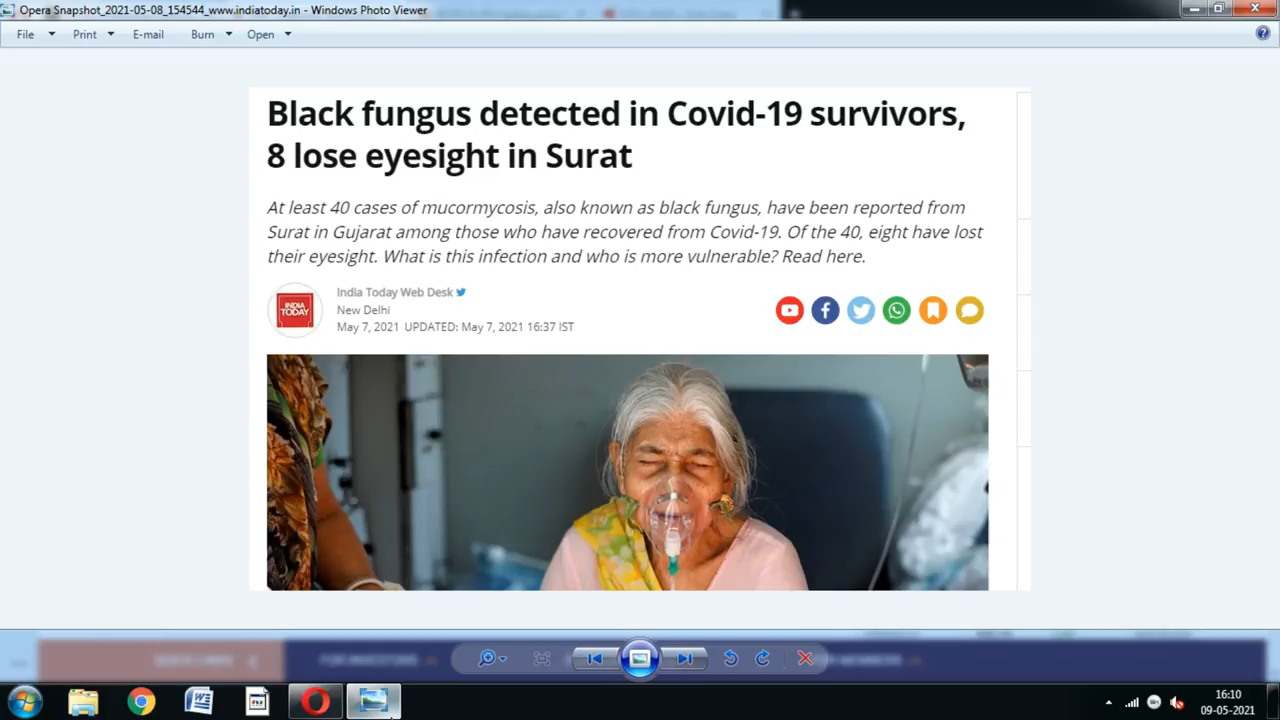 Opera Snapshot_2021-05-08_154544_www.indiatoday.in - Windows Photo Viewer
File Print E-mail Burn Open
Black fungus detected in Covid-19 survivors,
8 lose eyesight in Surat
At least 40 cases of mucormycosis, also known as black fungus, have been reported from
Surat in Gujarat among those who have recovered from Covid-19. Of the 40, eight have lost
their eyesight. What is this infection and who is more vulnerable? Read here.
INDIA
TODAY
India Today Web Desk
New Delhi
May 7, 2021 UPDATED: May 7, 2021 16:37 IST
16:10
09-05-2021